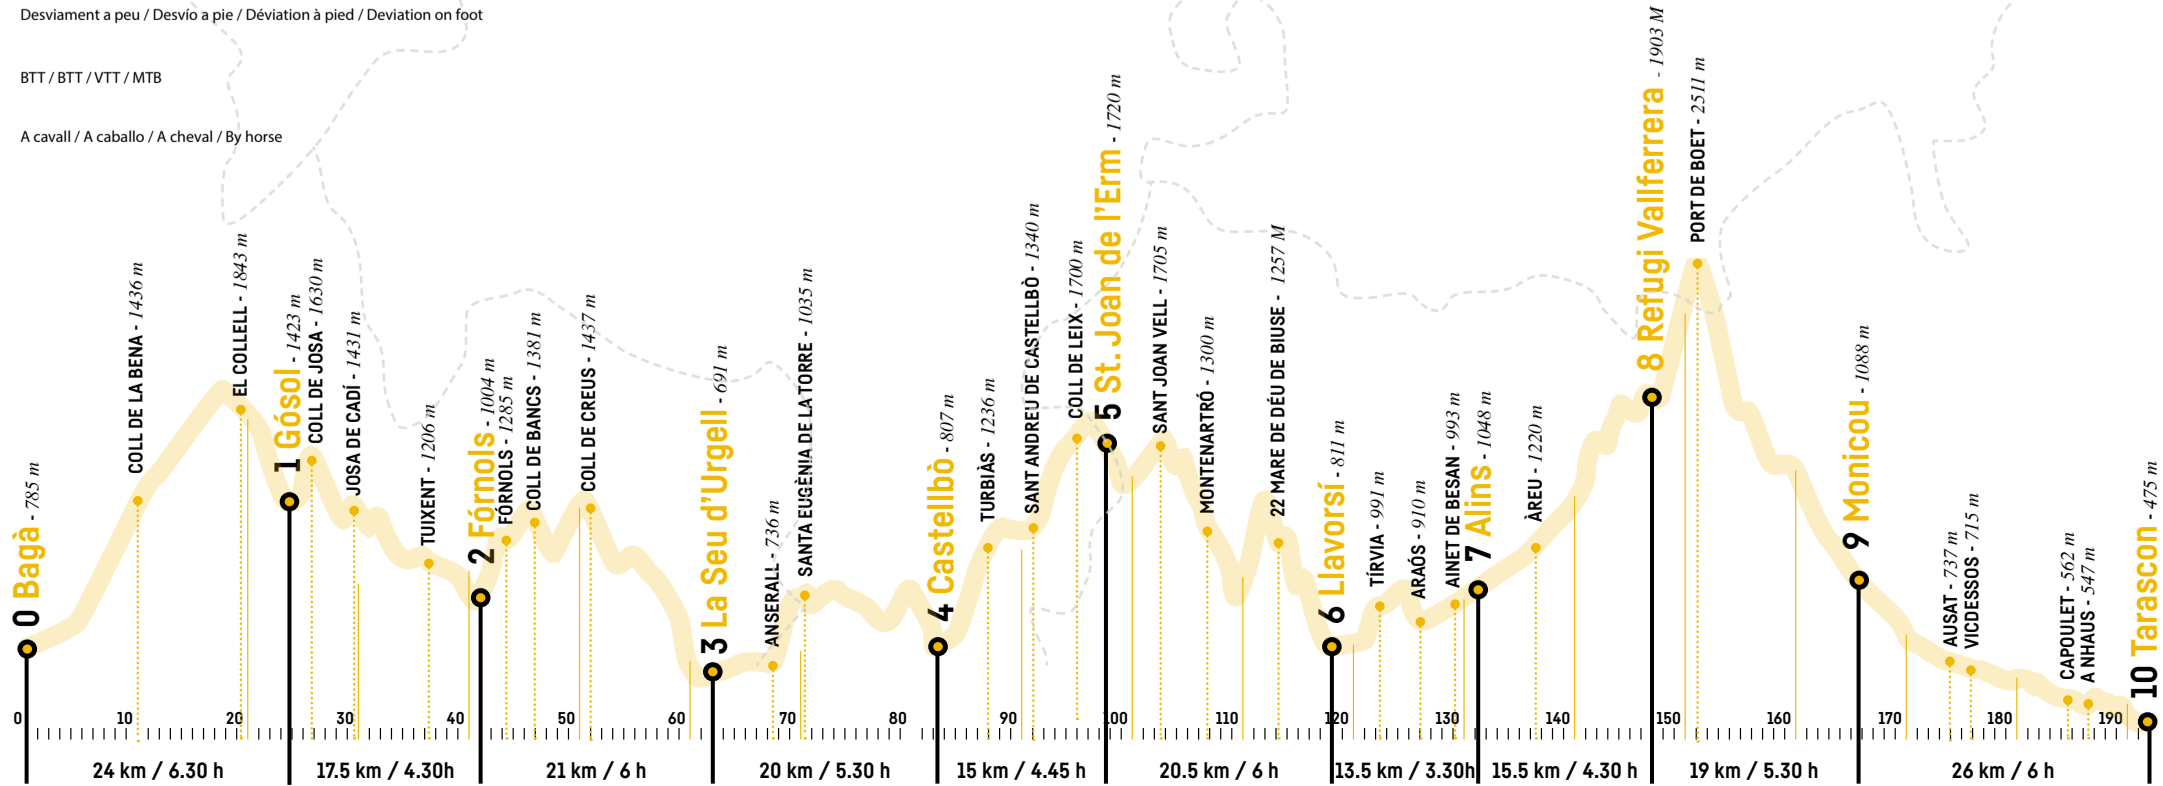 Desviament a peu / Desvío a pie / Déviation à pied / Deviation on foot
BTT / BTT / VTT / MTB
A cavall / A caballo / A cheval / By horse
0 Bagà - 785 m
COLL DE LA BENA - 1436 m
EL COLLELL - 1843 m
1 Gósol - 1423 m
COLL DE JOSA - 1630 m
JOSA DE CADÍ - 1431 m
TUIXENT - 1206 m
2 Fórnols - 1004 m
FÓRNOLS - 1285 m
COLL DE BANCS - 1381 m
COLL DE CREUS - 1437 m
3 La Seu d'Urgell - 691 m
ANSERALL - 736 m
SANTA EUGÈNIA DE LA TORRE - 1035 m
4 Castellbò - 807 m
TURBIÀS - 1236 m
SANT ANDREU DE CASTELLBÒ - 1340 m
COLL DE LEIX - 1700 m
5 St. Joan de l'Erm - 1720 m
SANT JOAN VELL - 1705 m
MONTENARTRÓ - 1300 m
22 MARE DE DÉU DE BIUSE - 1257 M
6 Llavorsí - 811 m
TÍRVIA - 991 m
ARAÓS - 910 m
AINET DE BESAN - 993 m
7 Alins - 1048 m
ÀREU - 1220 m
8 Refugi Vallferrera - 1903 M
PORT DE BOET - 2511 m
9 Monicou - 1088 m
AUSAT - 737 m
VICDESSOS - 715 m
CAPOULET - 562 m
A NHAUS - 547 m
10 Tarascon - 475 m
0 10 20 30 40 50 60 70 80 90 100 110 120 130 140 150 160 170 180 190
24 km / 6.30 h 17.5 km / 4.30h 21 km / 6 h 20 km / 5.30 h 15 km / 4.45 h 20.5 km / 6 h 13.5 km / 3.30h 15.5 km / 4.30 h 19 km / 5.30 h 26 km / 6 h